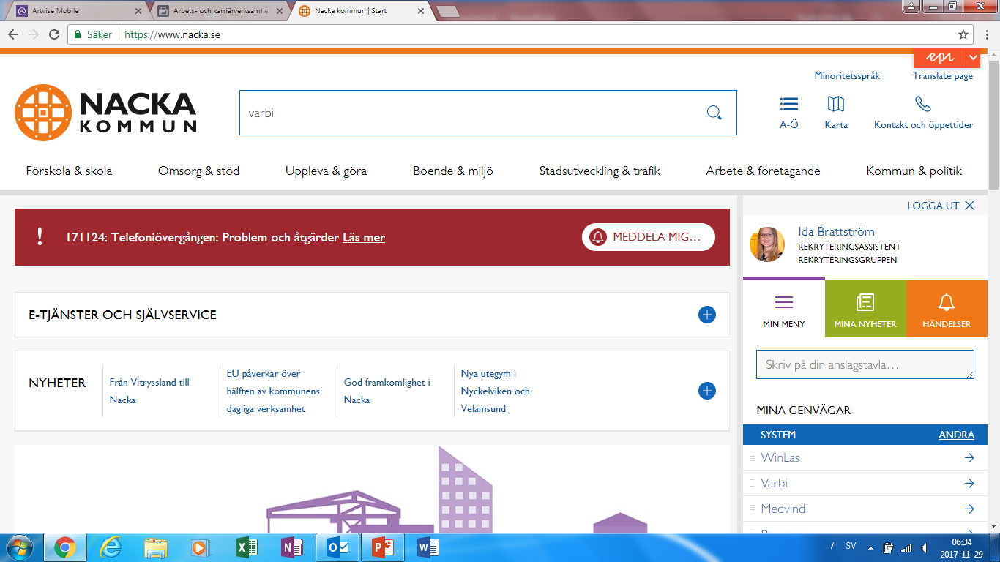 Artvise Mobile
Arbets- och karriärverksamhe
Nacka kommun | Start
Säker
https://www.nacka.se
epi
Minoritetsspråk
Translate page
NACKA
KOMMUN
varbi
A-Ö
Karta
Kontakt och öppettider
Förskola & skola
Omsorg & stöd
Uppleva & göra
Boende & miljö
Stadsutveckling & trafik
Arbete & företagande
Kommun & politik
LOGGA UT
! 171124: Telefoniövergången: Problem och åtgärder Läs mer
MEDDELA MIG...
Ida Brattström
REKRYTERINGSASSISTENT
REKRYTERINGSGRUPPEN
E-TJÄNSTER OCH SJÄLVSERVICE
MIN MENY
MINA NYHETER
HÄNDELSER
Skriv på din anslagstavla...
NYHETER
Från Vitryssland till
Nacka
EU påverkar över
hälften av kommunens
dagliga verksamhet
God framkomlighet i
Nacka
Nya utegym i
Nyckelviken och
Velamsund
MINA GENVÄGAR
SYSTEM
ÄNDRA
WinLas
Varbi
Medvind
SV
06:34
2017-11-29